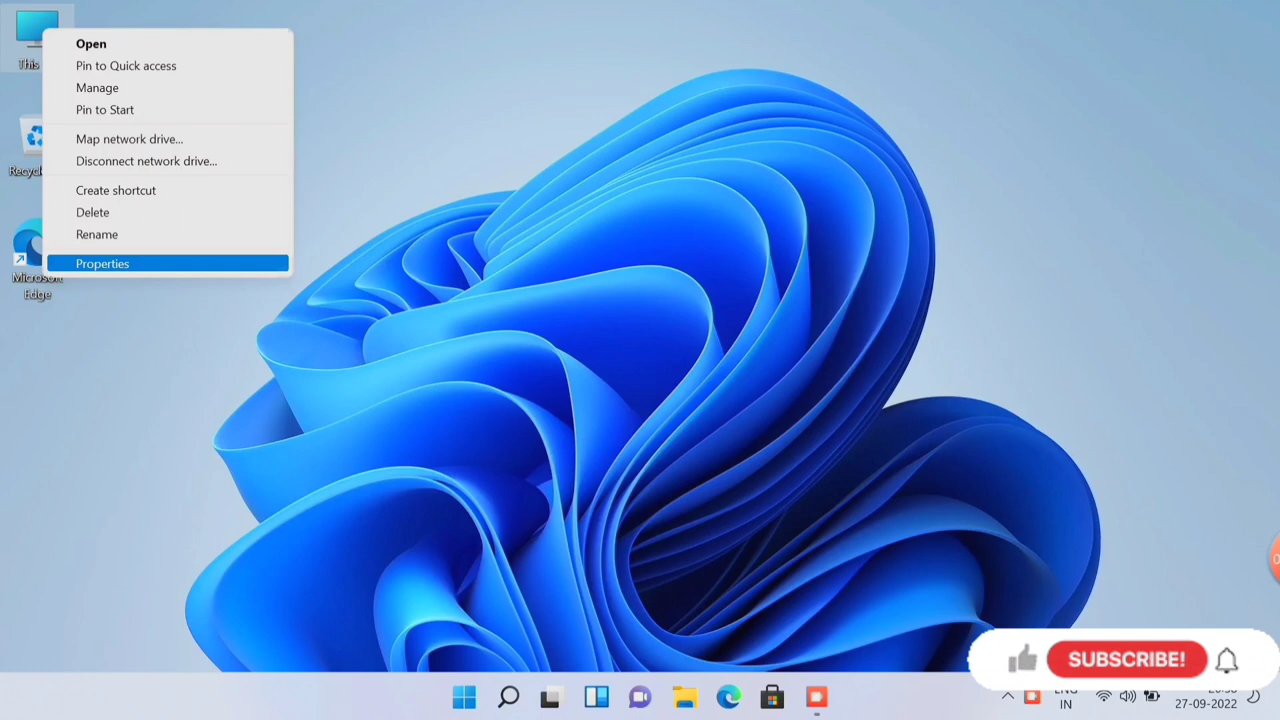 Open
Pin to Quick access
Manage
Pin to Start
Map network drive...
Disconnect network drive...
Create shortcut
Delete
Rename
Properties
This
Recycl
Microsoft
Edge
SUBSCRIBE!
ENG
IN
27-09-2022